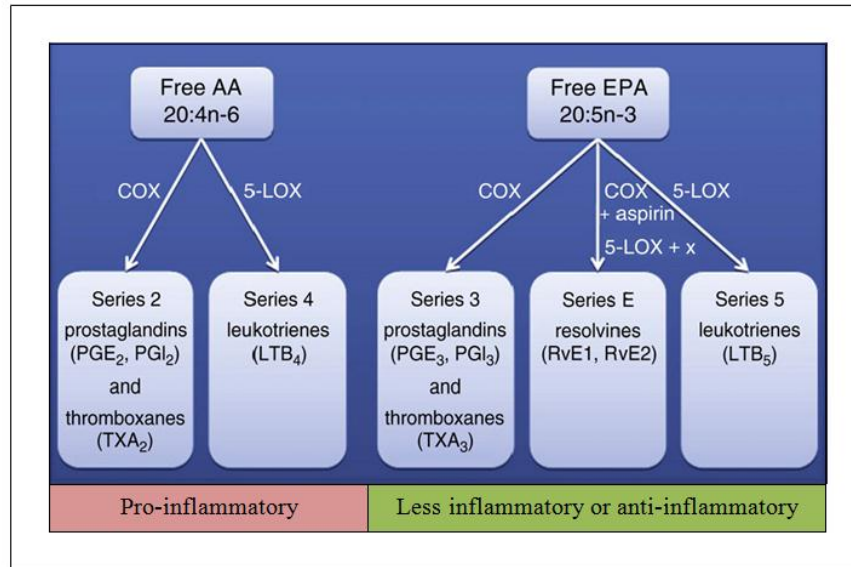 Free AA
20:4n-6
Free EPA
20:5n-3
COX
5-LOX
COX
COX
+ aspirin
5-LOX + x
5-LOX
Series 2
prostaglandins
(PGE₂, PGI₂)
and
thromboxanes
(TXA₂)
Series 4
leukotrienes
(LTB₄)
Series 3
prostaglandins
(PGE₃, PGI₃)
and
thromboxanes
(TXA₃)
Series E
resolvines
(RvE1, RvE2)
Series 5
leukotrienes
(LTB₅)
Pro-inflammatory
Less inflammatory or anti-inflammatory